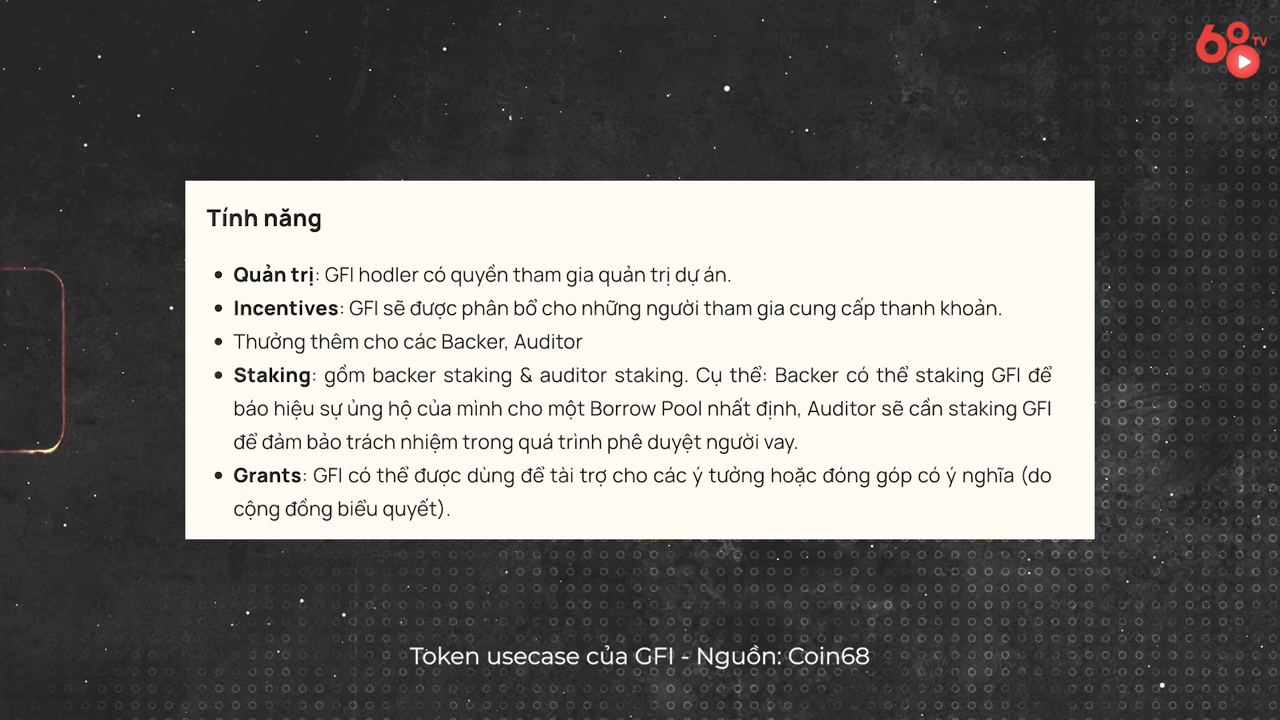 68 TV
Tính năng
• Quản trị: GFI hodler có quyền tham gia quản trị dự án.
• Incentives: GFI sẽ được phân bổ cho những người tham gia cung cấp thanh khoản.
• Thưởng thêm cho các Backer, Auditor
• Staking: gồm backer staking & auditor staking. Cụ thể: Backer có thể staking GFI để
báo hiệu sự ủng hộ của mình cho một Borrow Pool nhất định, Auditor sẽ cần staking GFI
để đảm bảo trách nhiệm trong quá trình phê duyệt người vay.
• Grants: GFI có thể được dùng để tài trợ cho các ý tưởng hoặc đóng góp có ý nghĩa (do
cộng đồng biểu quyết).
Token usecase của GFI - Nguồn: Coin68